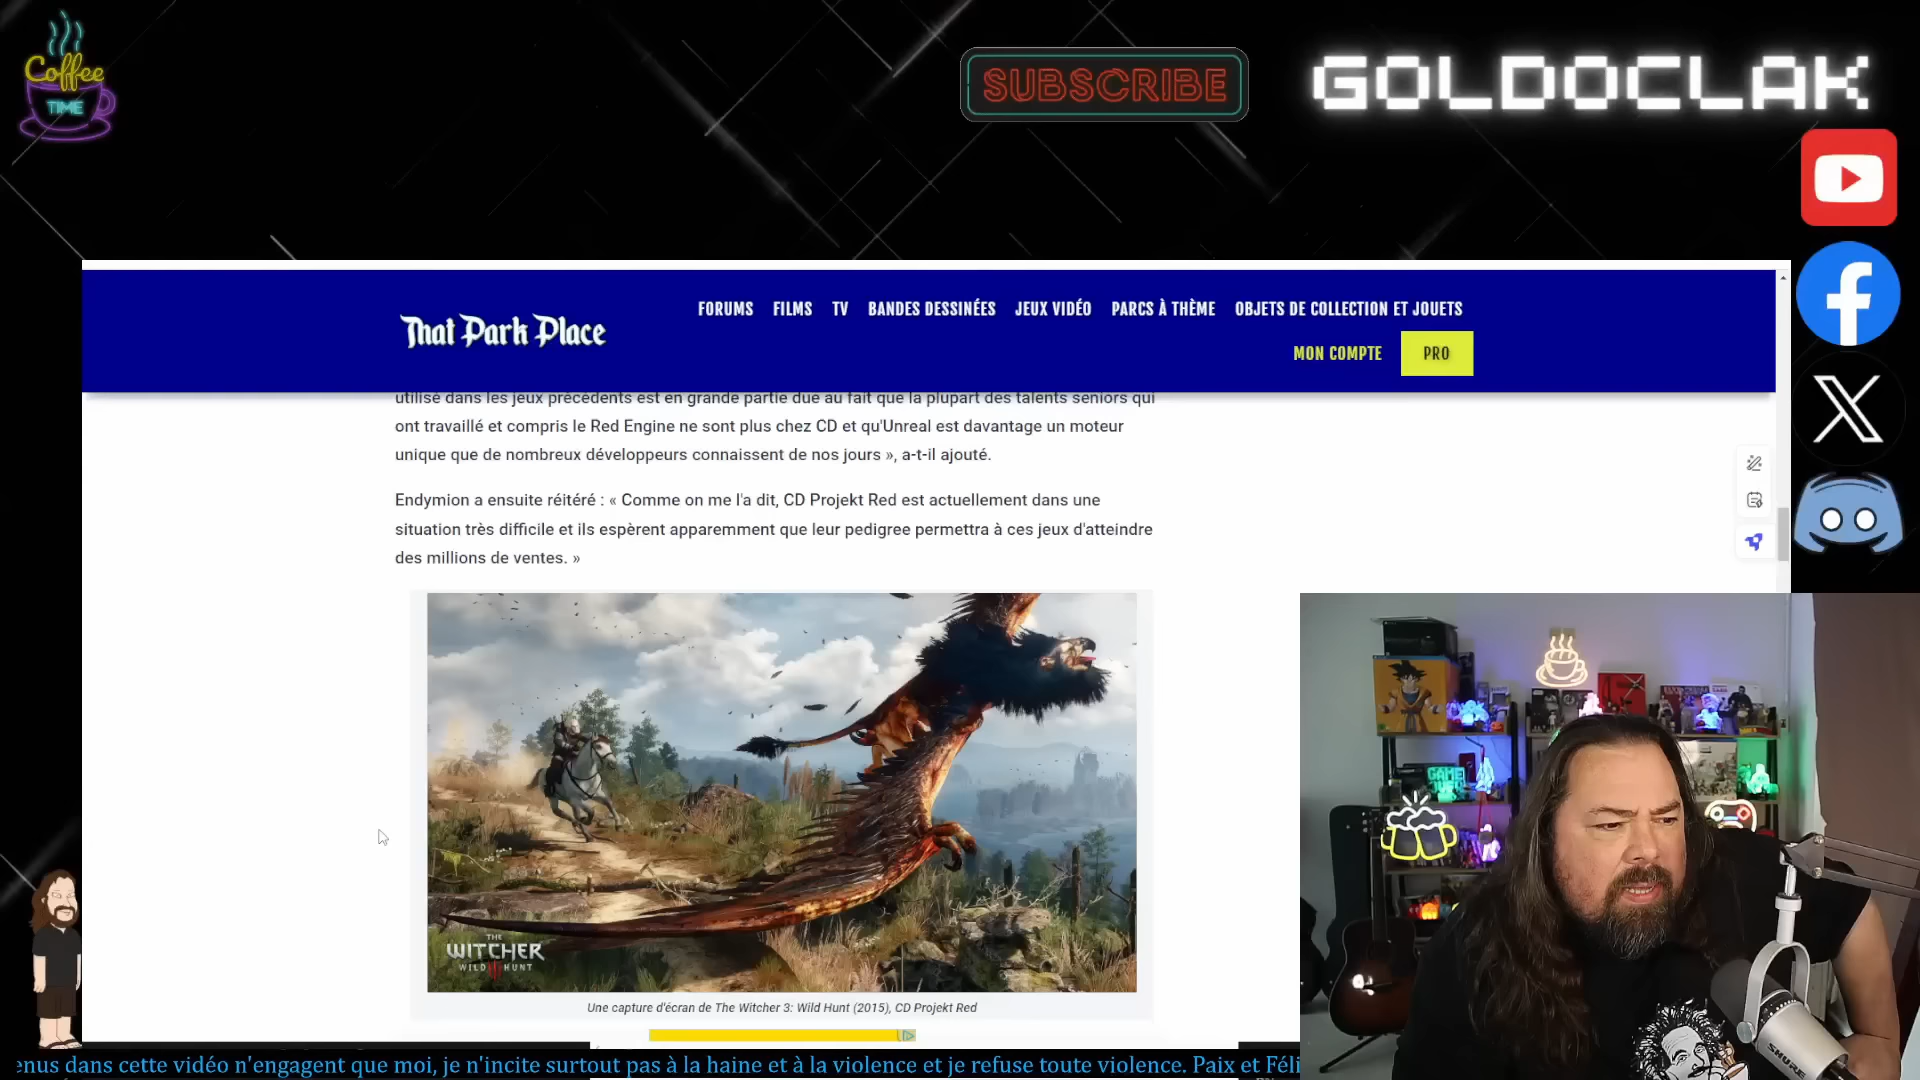 Coffee
TIME
SUBSCRIBE
GOLDOCLAK
That Park Place
FORUMS FILMS TV BANDES DESSINÉES JEUX VIDÉO PARCS À THÈME OBJETS DE COLLECTION ET JOUETS
MON COMPTE PRO
utilisé dans les jeux précédents est en grande partie due au fait que la plupart des talents seniors qui
ont travaillé et compris le Red Engine ne sont plus chez CD et qu'Unreal est davantage un moteur
unique que de nombreux développeurs connaissent de nos jours », a-t-il ajouté.
Endymion a ensuite réitéré : « Comme on me l'a dit, CD Projekt Red est actuellement dans une
situation très difficile et ils espèrent apparemment que leur pedigree permettra à ces jeux d'atteindre
des millions de ventes. »
THE
WITCHER
WILD HUNT
Une capture d'écran de The Witcher 3: Wild Hunt (2015), CD Projekt Red
GAME
SHURE
enus dans cette vidéo n'engagent que moi, je n'incite surtout pas à la haine et à la violence et je refuse toute violence. Paix et Féli